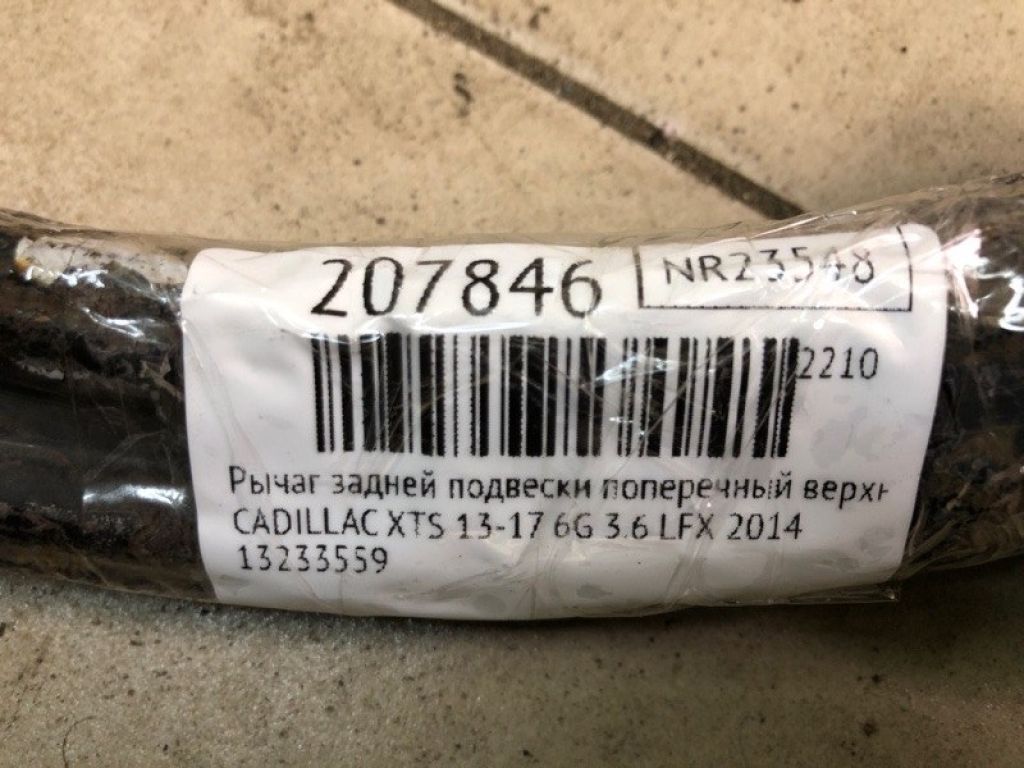 207846
NR23548
2210
Рычаг задней подвески поперечный верхн
CADILLAC XTS 13-17 6G 3.6 LFX 2014
13233559